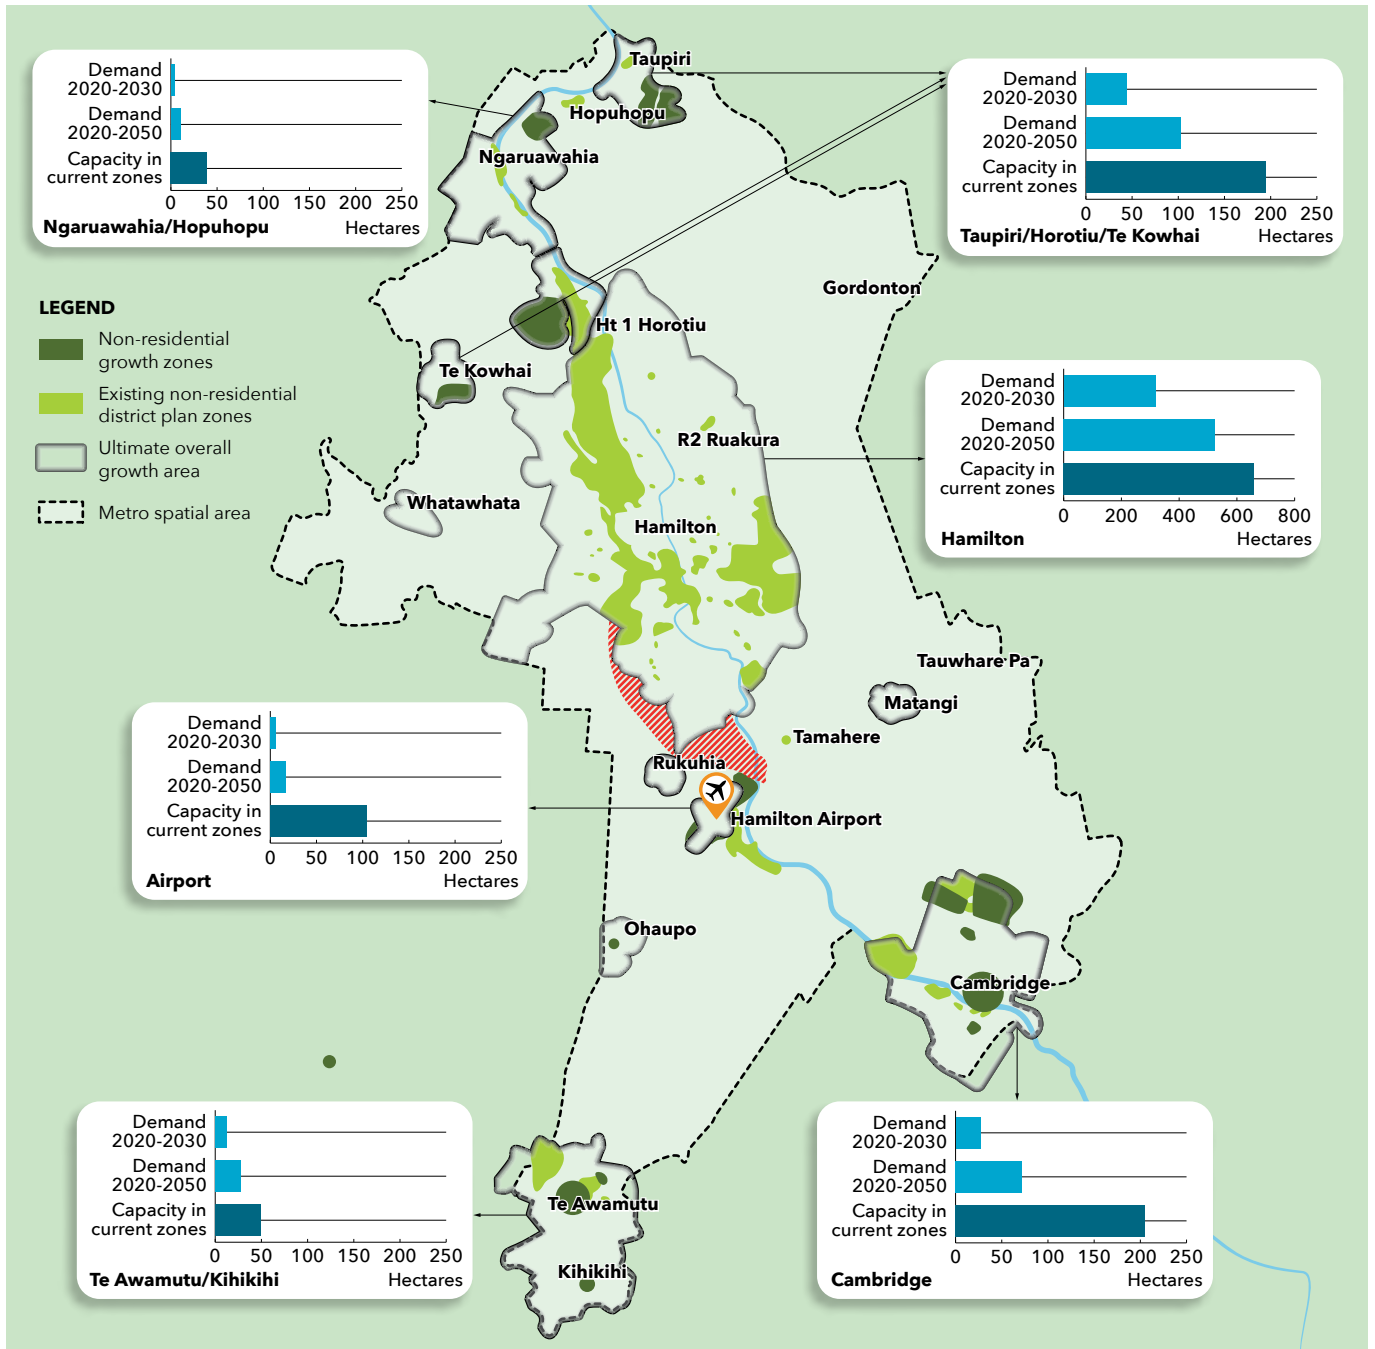 Demand
2020-2030
Demand
2020-2050
Capacity in
current zones
0 50 100 150 200 250
Ngaruawahia/Hopuhopu Hectares
Demand
2020-2030
Demand
2020-2050
Capacity in
current zones
0 50 100 150 200 250
Taupiri/Horotiu/Te Kowhai Hectares
Taupiri
Hopuhopu
Ngaruawahia
Gordonton
LEGEND
Non-residential
growth zones
Existing non-residential
district plan zones
Ultimate overall
growth area
Metro spatial area
Ht 1 Horotiu
Te Kowhai
R2 Ruakura
Whatawhata
Hamilton
Demand
2020-2030
Demand
2020-2050
Capacity in
current zones
0 200 400 600 800
Hamilton Hectares
Tauwhare Pa
Matangi
Tamahere
Rukuhia
Hamilton Airport
Demand
2020-2030
Demand
2020-2050
Capacity in
current zones
0 50 100 150 200 250
Airport Hectares
Ohaupo
Cambridge
Demand
2020-2030
Demand
2020-2050
Capacity in
current zones
0 50 100 150 200 250
Te Awamutu/Kihikihi Hectares
Te Awamutu
Kihikihi
Demand
2020-2030
Demand
2020-2050
Capacity in
current zones
0 50 100 150 200 250
Cambridge Hectares